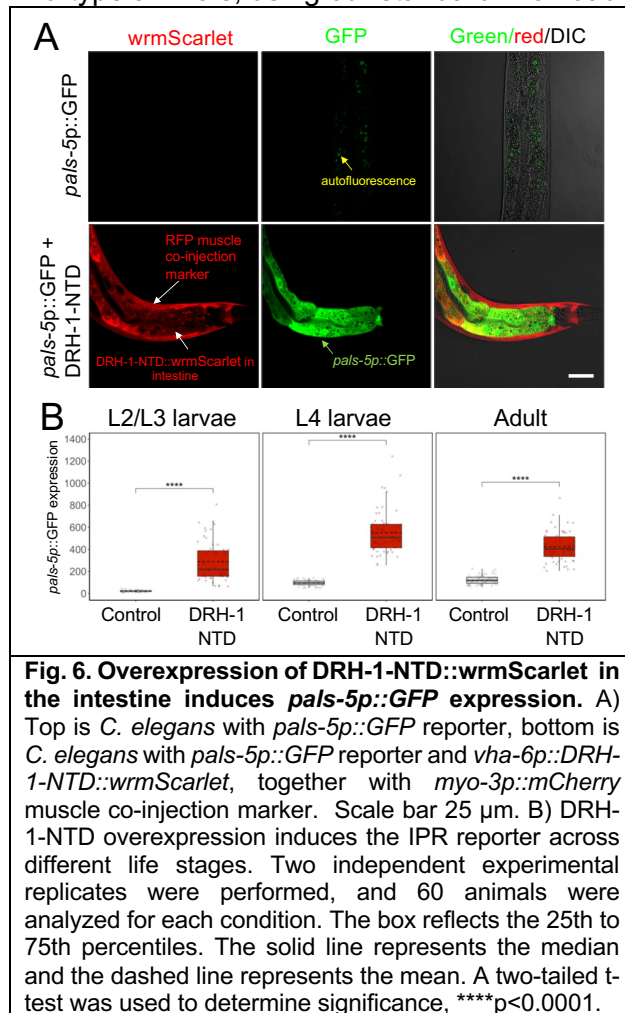 A
wrmScarlet GFP Green/red/DIC
pals-5p::GFP
autofluorescence
pals-5p::GFP +
DRH-1-NTD
RFP muscle
co-injection
marker
DRH-1-NTD::wrmScarlet in
intestine
pals-5p::GFP
B L2/L3 larvae L4 larvae Adult
pals-5p::GFP expression
1400
1200
1000
800
600
400
200
0
**** **** ****
Control DRH-1 Control DRH-1 Control DRH-1
NTD NTD NTD
Fig. 6. Overexpression of DRH-1-NTD::wrmScarlet in
the intestine induces pals-5p::GFP expression. A)
Top is C. elegans with pals-5p::GFP reporter, bottom is
C. elegans with pals-5p::GFP reporter and vha-6p::DRH-
1-NTD::wrmScarlet, together with myo-3p::mCherry
muscle co-injection marker. Scale bar 25 µm. B) DRH-
1-NTD overexpression induces the IPR reporter across
different life stages. Two independent experimental
replicates were performed, and 60 animals were
analyzed for each condition. The box reflects the 25th to
75th percentiles. The solid line represents the median
and the dashed line represents the mean. A two-tailed t-
test was used to determine significance, ****p<0.0001.